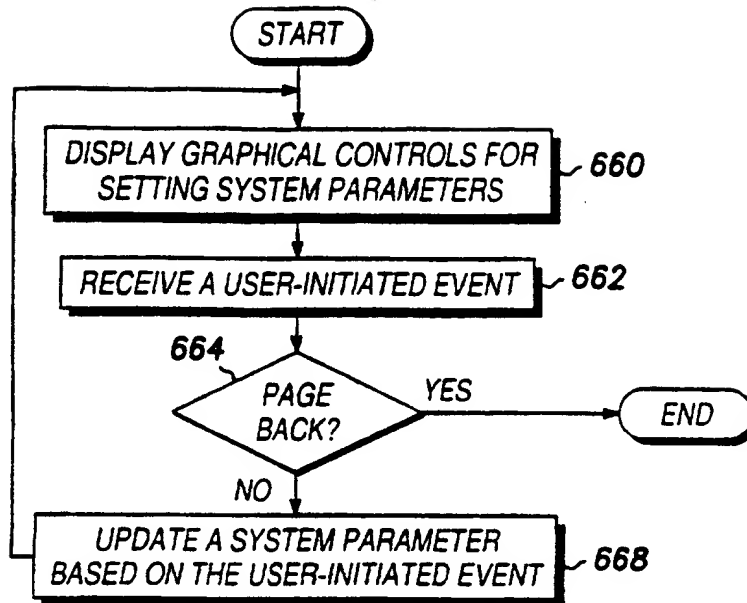 START
DISPLAY GRAPHICAL CONTROLS FOR
SETTING SYSTEM PARAMETERS
660
RECEIVE A USER-INITIATED EVENT
662
664
PAGE
BACK?
YES
END
NO
UPDATE A SYSTEM PARAMETER
BASED ON THE USER-INITIATED EVENT
668